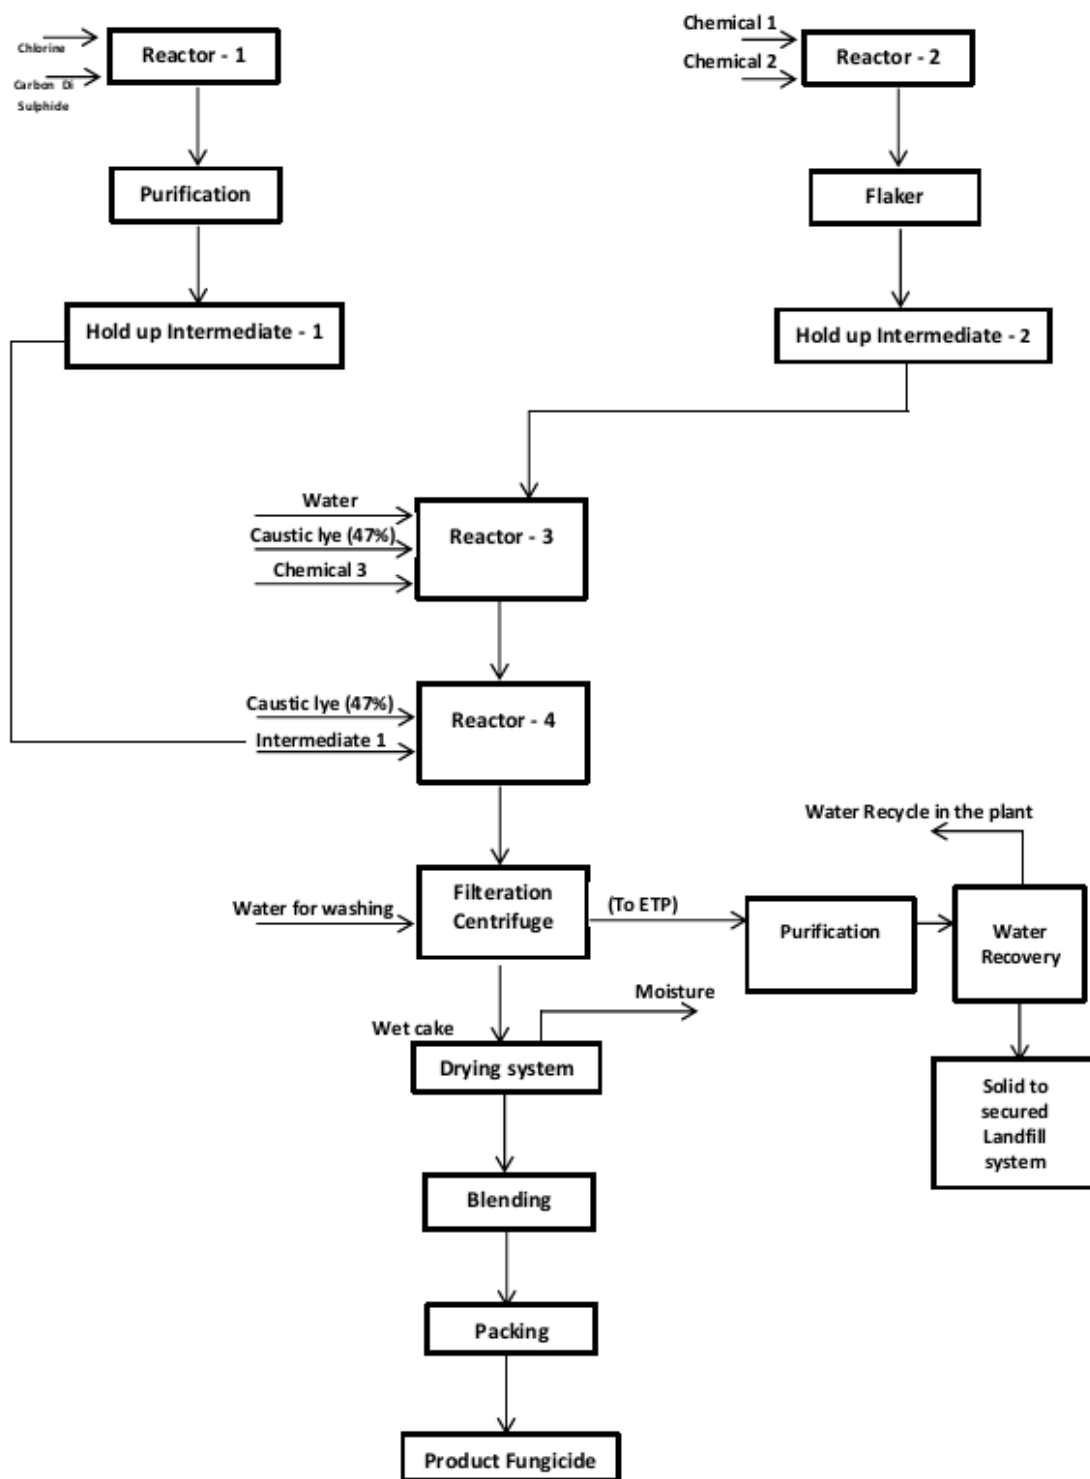 Chlorine
Carbon Di
Sulphide
Reactor - 1
Chemical 1
Chemical 2
Reactor - 2
Purification
Flaker
Hold up Intermediate - 1
Hold up Intermediate - 2
Water
Caustic lye (47%)
Chemical 3
Reactor - 3
Caustic lye (47%)
Intermediate 1
Reactor - 4
Water Recycle in the plant
Water for washing
Filteration
Centrifuge
(To ETP)
Purification
Water
Recovery
Moisture
Wet cake
Drying system
Solid to
secured
Landfill
system
Blending
Packing
Product Fungicide